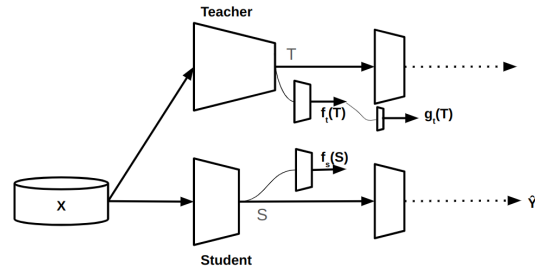 Teacher
T
f_t(T)
g_t(T)
f_s(S)
X
S
Ŷ
Student